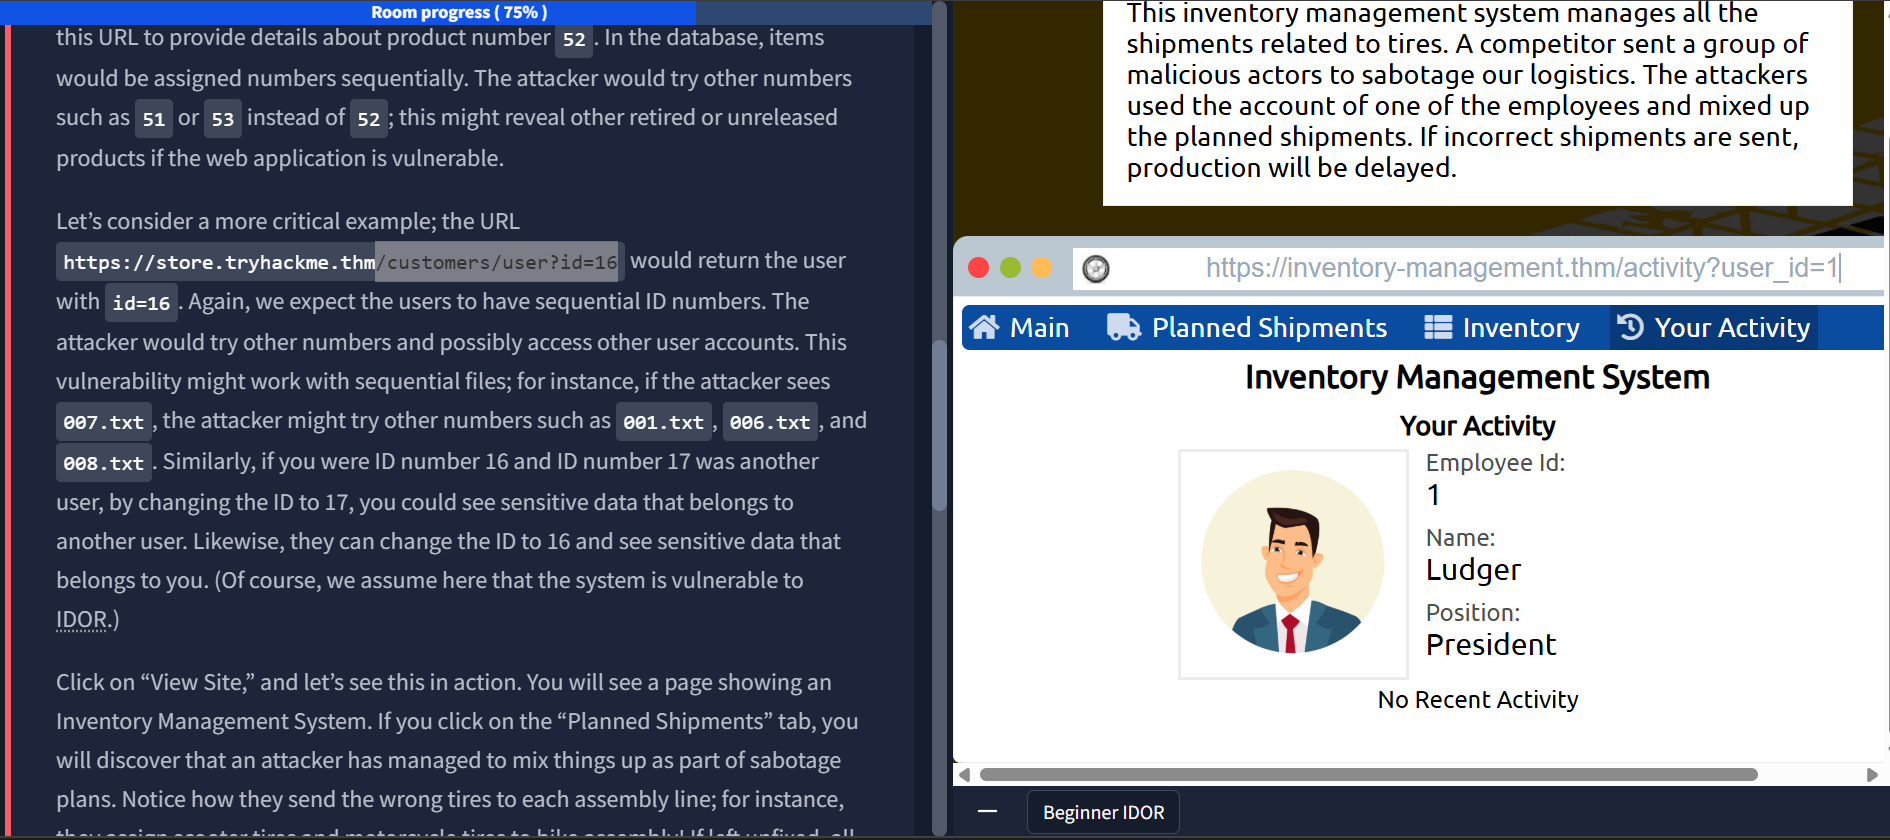 Room progress ( 75% )
this URL to provide details about product number 52 . In the database, items
would be assigned numbers sequentially. The attacker would try other numbers
such as 51 or 53 instead of 52 ; this might reveal other retired or unreleased
products if the web application is vulnerable.
Let’s consider a more critical example; the URL
https://store.tryhackme.thm/customers/user?id=16 would return the user
with id=16 . Again, we expect the users to have sequential ID numbers. The
attacker would try other numbers and possibly access other user accounts. This
vulnerability might work with sequential files; for instance, if the attacker sees
007.txt , the attacker might try other numbers such as 001.txt , 006.txt , and
008.txt . Similarly, if you were ID number 16 and ID number 17 was another
user, by changing the ID to 17, you could see sensitive data that belongs to
another user. Likewise, they can change the ID to 16 and see sensitive data that
belongs to you. (Of course, we assume here that the system is vulnerable to
IDOR.)
Click on “View Site,” and let’s see this in action. You will see a page showing an
Inventory Management System. If you click on the “Planned Shipments” tab, you
will discover that an attacker has managed to mix things up as part of sabotage
plans. Notice how they send the wrong tires to each assembly line; for instance,
they assign scooter tires and motorcycle tires to bike assembly! If left unfixed, all
This inventory management system manages all the
shipments related to tires. A competitor sent a group of
malicious actors to sabotage our logistics. The attackers
used the account of one of the employees and mixed up
the planned shipments. If incorrect shipments are sent,
production will be delayed.
https://inventory-management.thm/activity?user_id=1
Main Planned Shipments Inventory Your Activity
Inventory Management System
Your Activity
Employee Id:
1
Name:
Ludger
Position:
President
No Recent Activity
Beginner IDOR